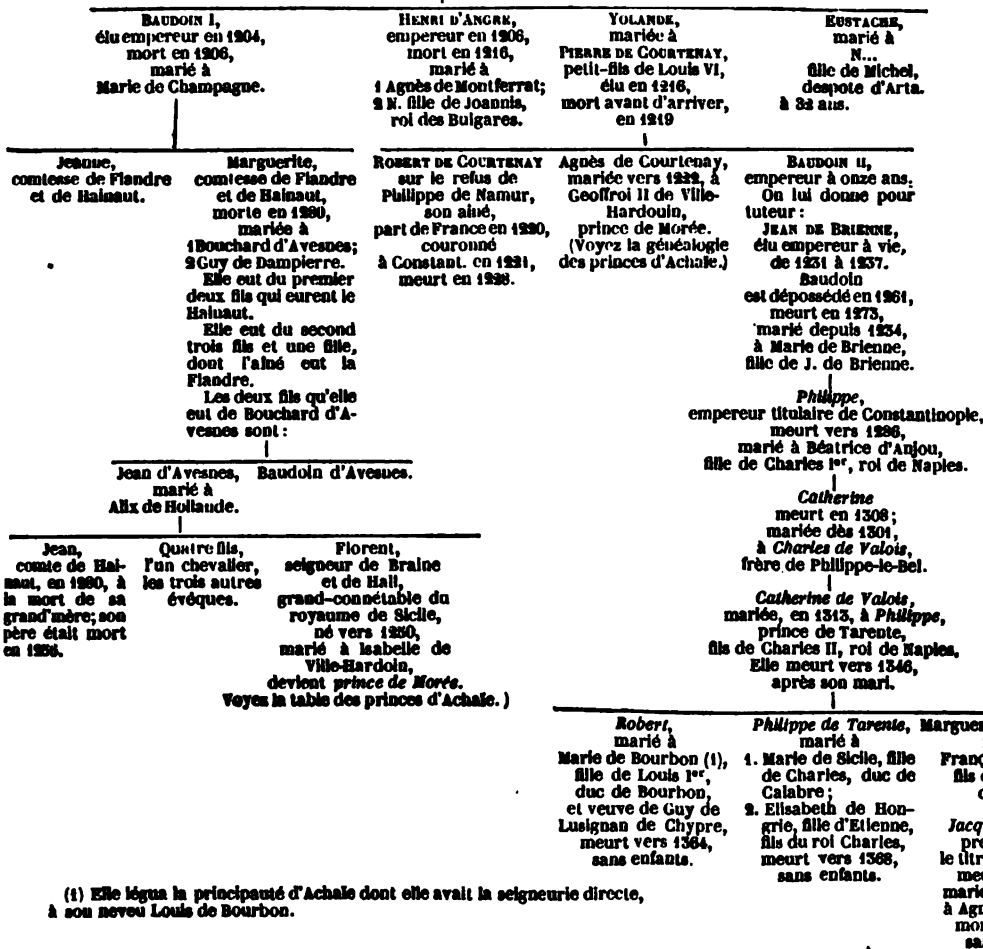 BAUDOIN I,
élu empereur en 1204,
mort en 1206,
marié à
Marie de Champagne.
HENRI D'ANGRE,
empereur en 1206,
mort en 1216,
marié à
1 Agnès de Montferrat;
2 N. fille de Joannis,
roi des Bulgares.
YOLANDE,
mariée à
PIERRE DE COURTENAY,
petit-fils de Louis VI,
élu en 1216,
mort avant d'arriver,
en 1219
EUSTACHE,
marié à
N...
fille de Michel,
despote d'Arta.
à 32 ans.
Jeanne,
comtesse de Flandre
et de Hainaut.
Marguerite,
comtesse de Flandre
et de Hainaut,
morte en 1280,
mariée à
1 Bouchard d'Avesnes;
2 Guy de Dampierre.
Elle eut du premier
deux fils qui eurent le
Hainaut.
Elle eut du second
trois fils et une fille,
dont l'aîné eut la
Flandre.
Les deux fils qu'elle
eut de Bouchard d'A-
vesnes sont :
ROBERT DE COURTENAY
sur le refus de
Philippe de Namur,
son aîné,
part de France en 1220,
couronné
à Constant. en 1221,
meurt en 1228.
Agnès de Courtenay,
mariée vers 1222, à
Geoffroi II de Ville-
Hardouin,
prince de Morée.
(Voyez la généalogie
des princes d'Achaïe.)
BAUDOIN II,
empereur à onze ans.
On lui donne pour
tuteur :
JEAN DE BRIENNE,
élu empereur à vie,
de 1231 à 1237.
Baudoin
est dépossédé en 1261,
meurt en 1273,
marié depuis 1234,
à Marie de Brienne,
fille de J. de Brienne.
Philippe,
empereur titulaire de Constantinople,
meurt vers 1286,
marié à Béatrice d'Anjou,
fille de Charles Ier, roi de Naples.
Jean d'Avesnes,
marié à
Alix de Hollande.
Baudoin d'Avesnes.
Catherine
meurt en 1308;
mariée dès 1301,
à Charles de Valois,
frère de Philippe-le-Bel.
Jean,
comte de Hai-
naut, en 1280, à
la mort de sa
grand'mère; son
père était mort
en 1256.
Quatre fils,
l'un chevalier,
les trois autres
évêques.
Florent,
seigneur de Braine
et de Hall,
grand-connétable du
royaume de Sicile,
né vers 1250,
marié à Isabelle de
Ville-Hardoin,
devient prince de Morée.
Voyez la table des princes d'Achaïe.)
Catherine de Valois,
mariée, en 1313, à Philippe,
prince de Tarente,
fils de Charles II, roi de Naples,
Elle meurt vers 1346,
après son mari.
Robert,
marié à
Marie de Bourbon (1),
fille de Louis Ier,
duc de Bourbon,
et veuve de Guy de
Lusignan de Chypre,
meurt vers 1364,
sans enfants.
Philippe de Tarente,
marié à
1. Marie de Sicile, fille
de Charles, duc de
Calabre;
2. Elisabeth de Hon-
grie, fille d'Etienne,
fils du roi Charles,
meurt vers 1368,
sans enfants.
Marguer
Franç
fils
Jacq
pre
le titr
meu
marié
à Agn
mor
sa
(1) Elle légua la principauté d'Achaïe dont elle avait la seigneurie directe,
à son neveu Louis de Bourbon.